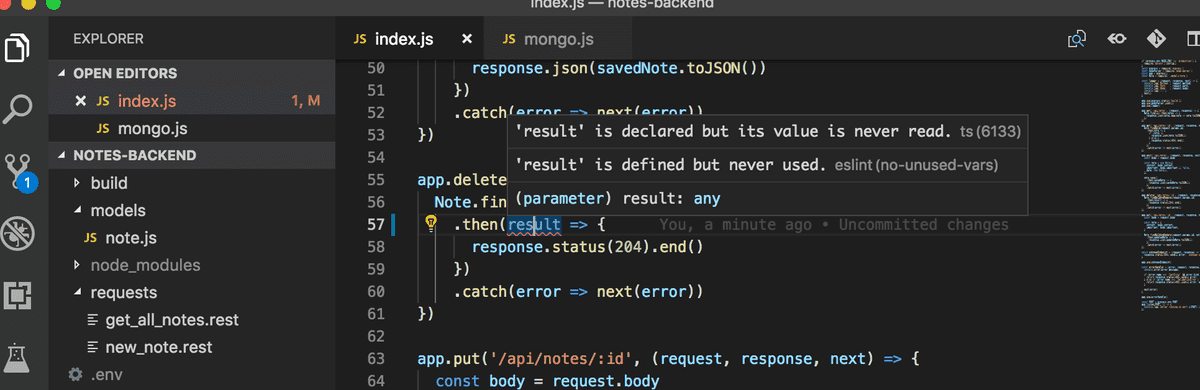 index.js — notes-backend
EXPLORER
OPEN EDITORS
JS index.js 1, M
JS mongo.js
NOTES-BACKEND
build
models
JS note.js
node_modules
requests
get_all_notes.rest
new_note.rest
.env
1
JS index.js
JS mongo.js
50 response.json(savedNote.toJSON())
51 })
52 .catch(error => next(error))
53 })
54
55 app.delete
56 Note.fin
57 .then(result => { You, a minute ago • Uncommitted changes
58 response.status(204).end()
59 })
60 .catch(error => next(error))
61 })
62
63 app.put('/api/notes/:id', (request, response, next) => {
64 const body = request.body
'result' is declared but its value is never read. ts(6133)
'result' is defined but never used. eslint(no-unused-vars)
(parameter) result: any